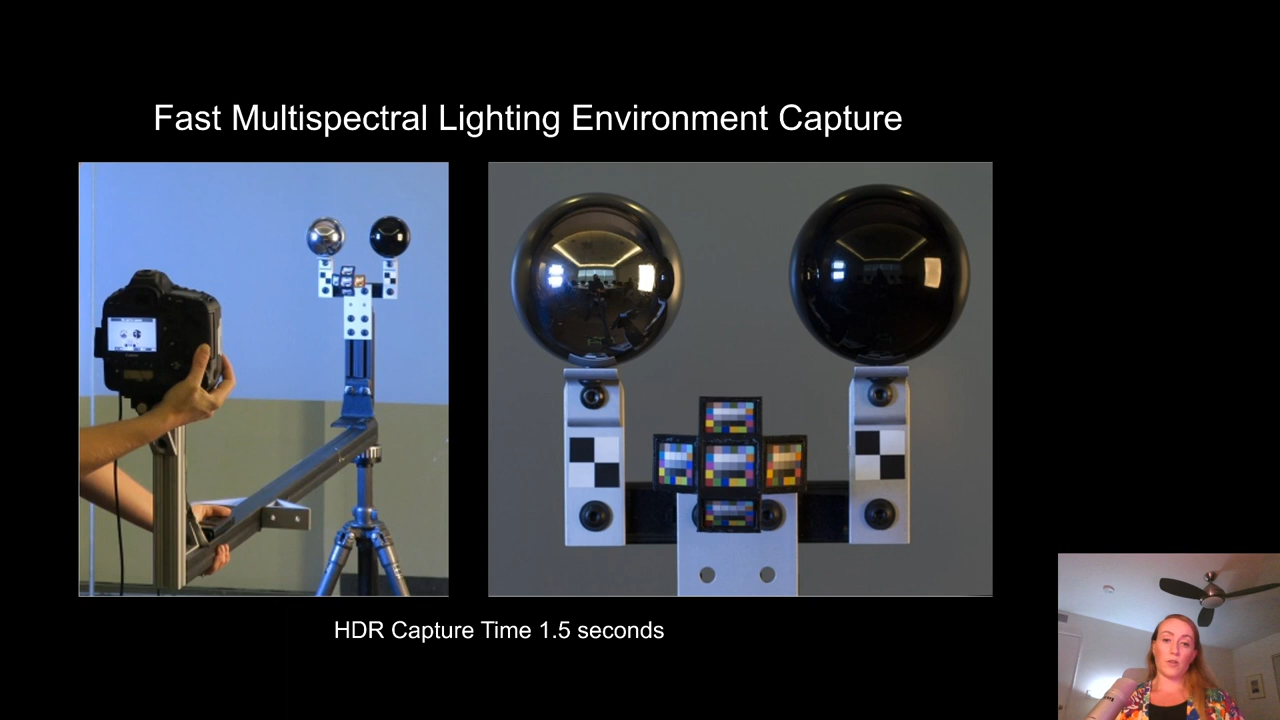 Fast Multispectral Lighting Environment Capture
HDR Capture Time 1.5 seconds